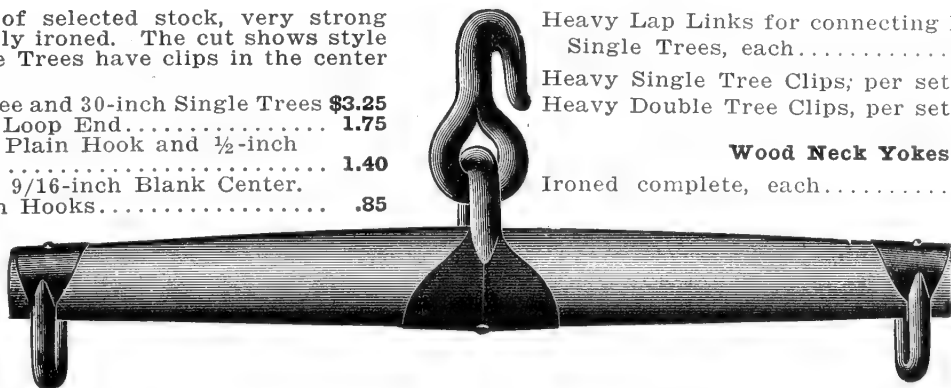 of selected stock, very strong
ly ironed. The cut shows style
e Trees have clips in the center
ee and 30-inch Single Trees $3.25
Loop End................ 1.75
Plain Hook and ½-inch
........................ 1.40
9/16-inch Blank Center.
n Hooks.................. .85
Heavy Lap Links for connecting
Single Trees, each...........
Heavy Single Tree Clips, per set
Heavy Double Tree Clips, per set
Wood Neck Yokes
Ironed complete, each..........